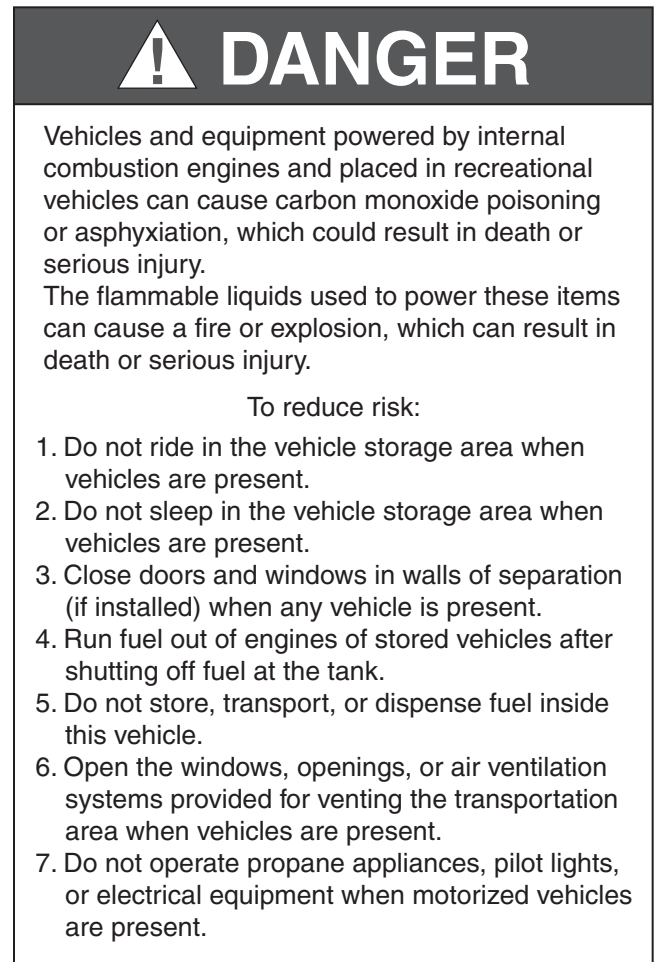 DANGER
Vehicles and equipment powered by internal
combustion engines and placed in recreational
vehicles can cause carbon monoxide poisoning
or asphyxiation, which could result in death or
serious injury.
The flammable liquids used to power these items
can cause a fire or explosion, which can result in
death or serious injury.
To reduce risk:
1. Do not ride in the vehicle storage area when
vehicles are present.
2. Do not sleep in the vehicle storage area when
vehicles are present.
3. Close doors and windows in walls of separation
(if installed) when any vehicle is present.
4. Run fuel out of engines of stored vehicles after
shutting off fuel at the tank.
5. Do not store, transport, or dispense fuel inside
this vehicle.
6. Open the windows, openings, or air ventilation
systems provided for venting the transportation
area when vehicles are present.
7. Do not operate propane appliances, pilot lights,
or electrical equipment when motorized vehicles
are present.